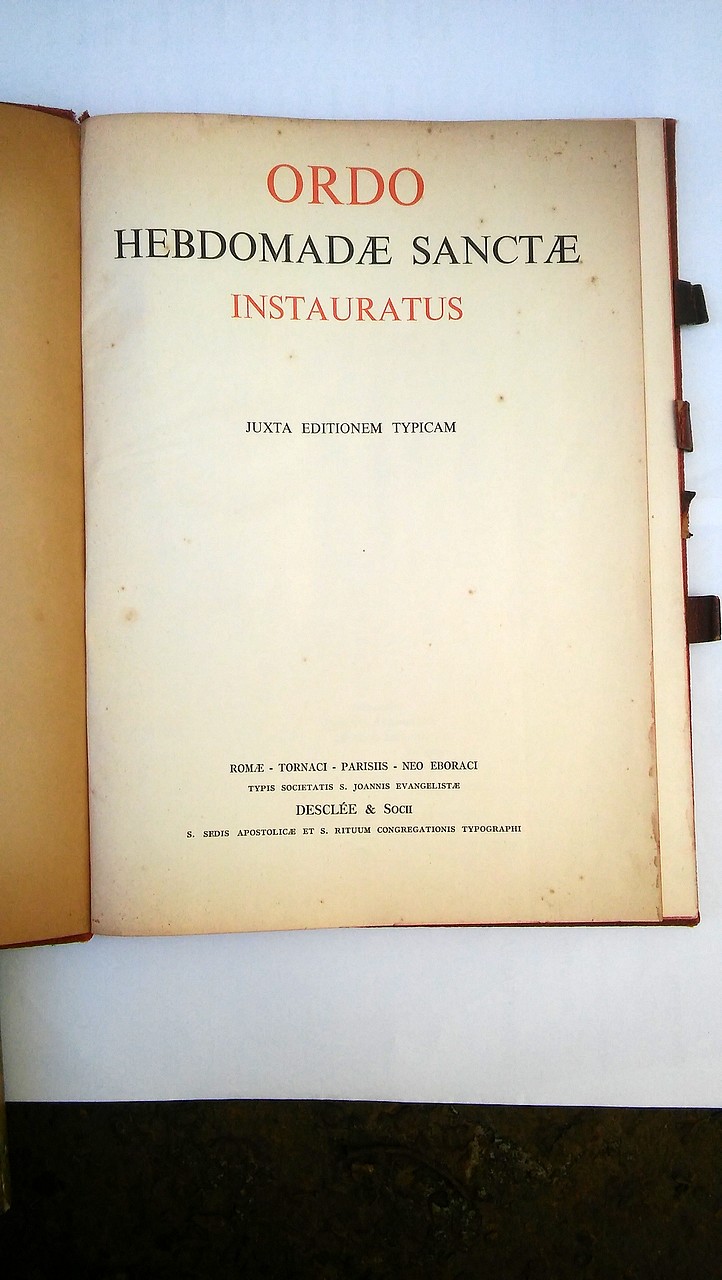 ORDO
HEBDOMADÆ SANCTÆ
INSTAURATUS
JUXTA EDITIONEM TYPICAM
ROMÆ - TORNACI - PARISIIS - NEO EBORACI
TYPIS SOCIETATIS S. JOANNIS EVANGELISTÆ
DESCLÉE & SOCII
S. SEDIS APOSTOLICÆ ET S. RITUUM CONGREGATIONIS TYPOGRAPHI